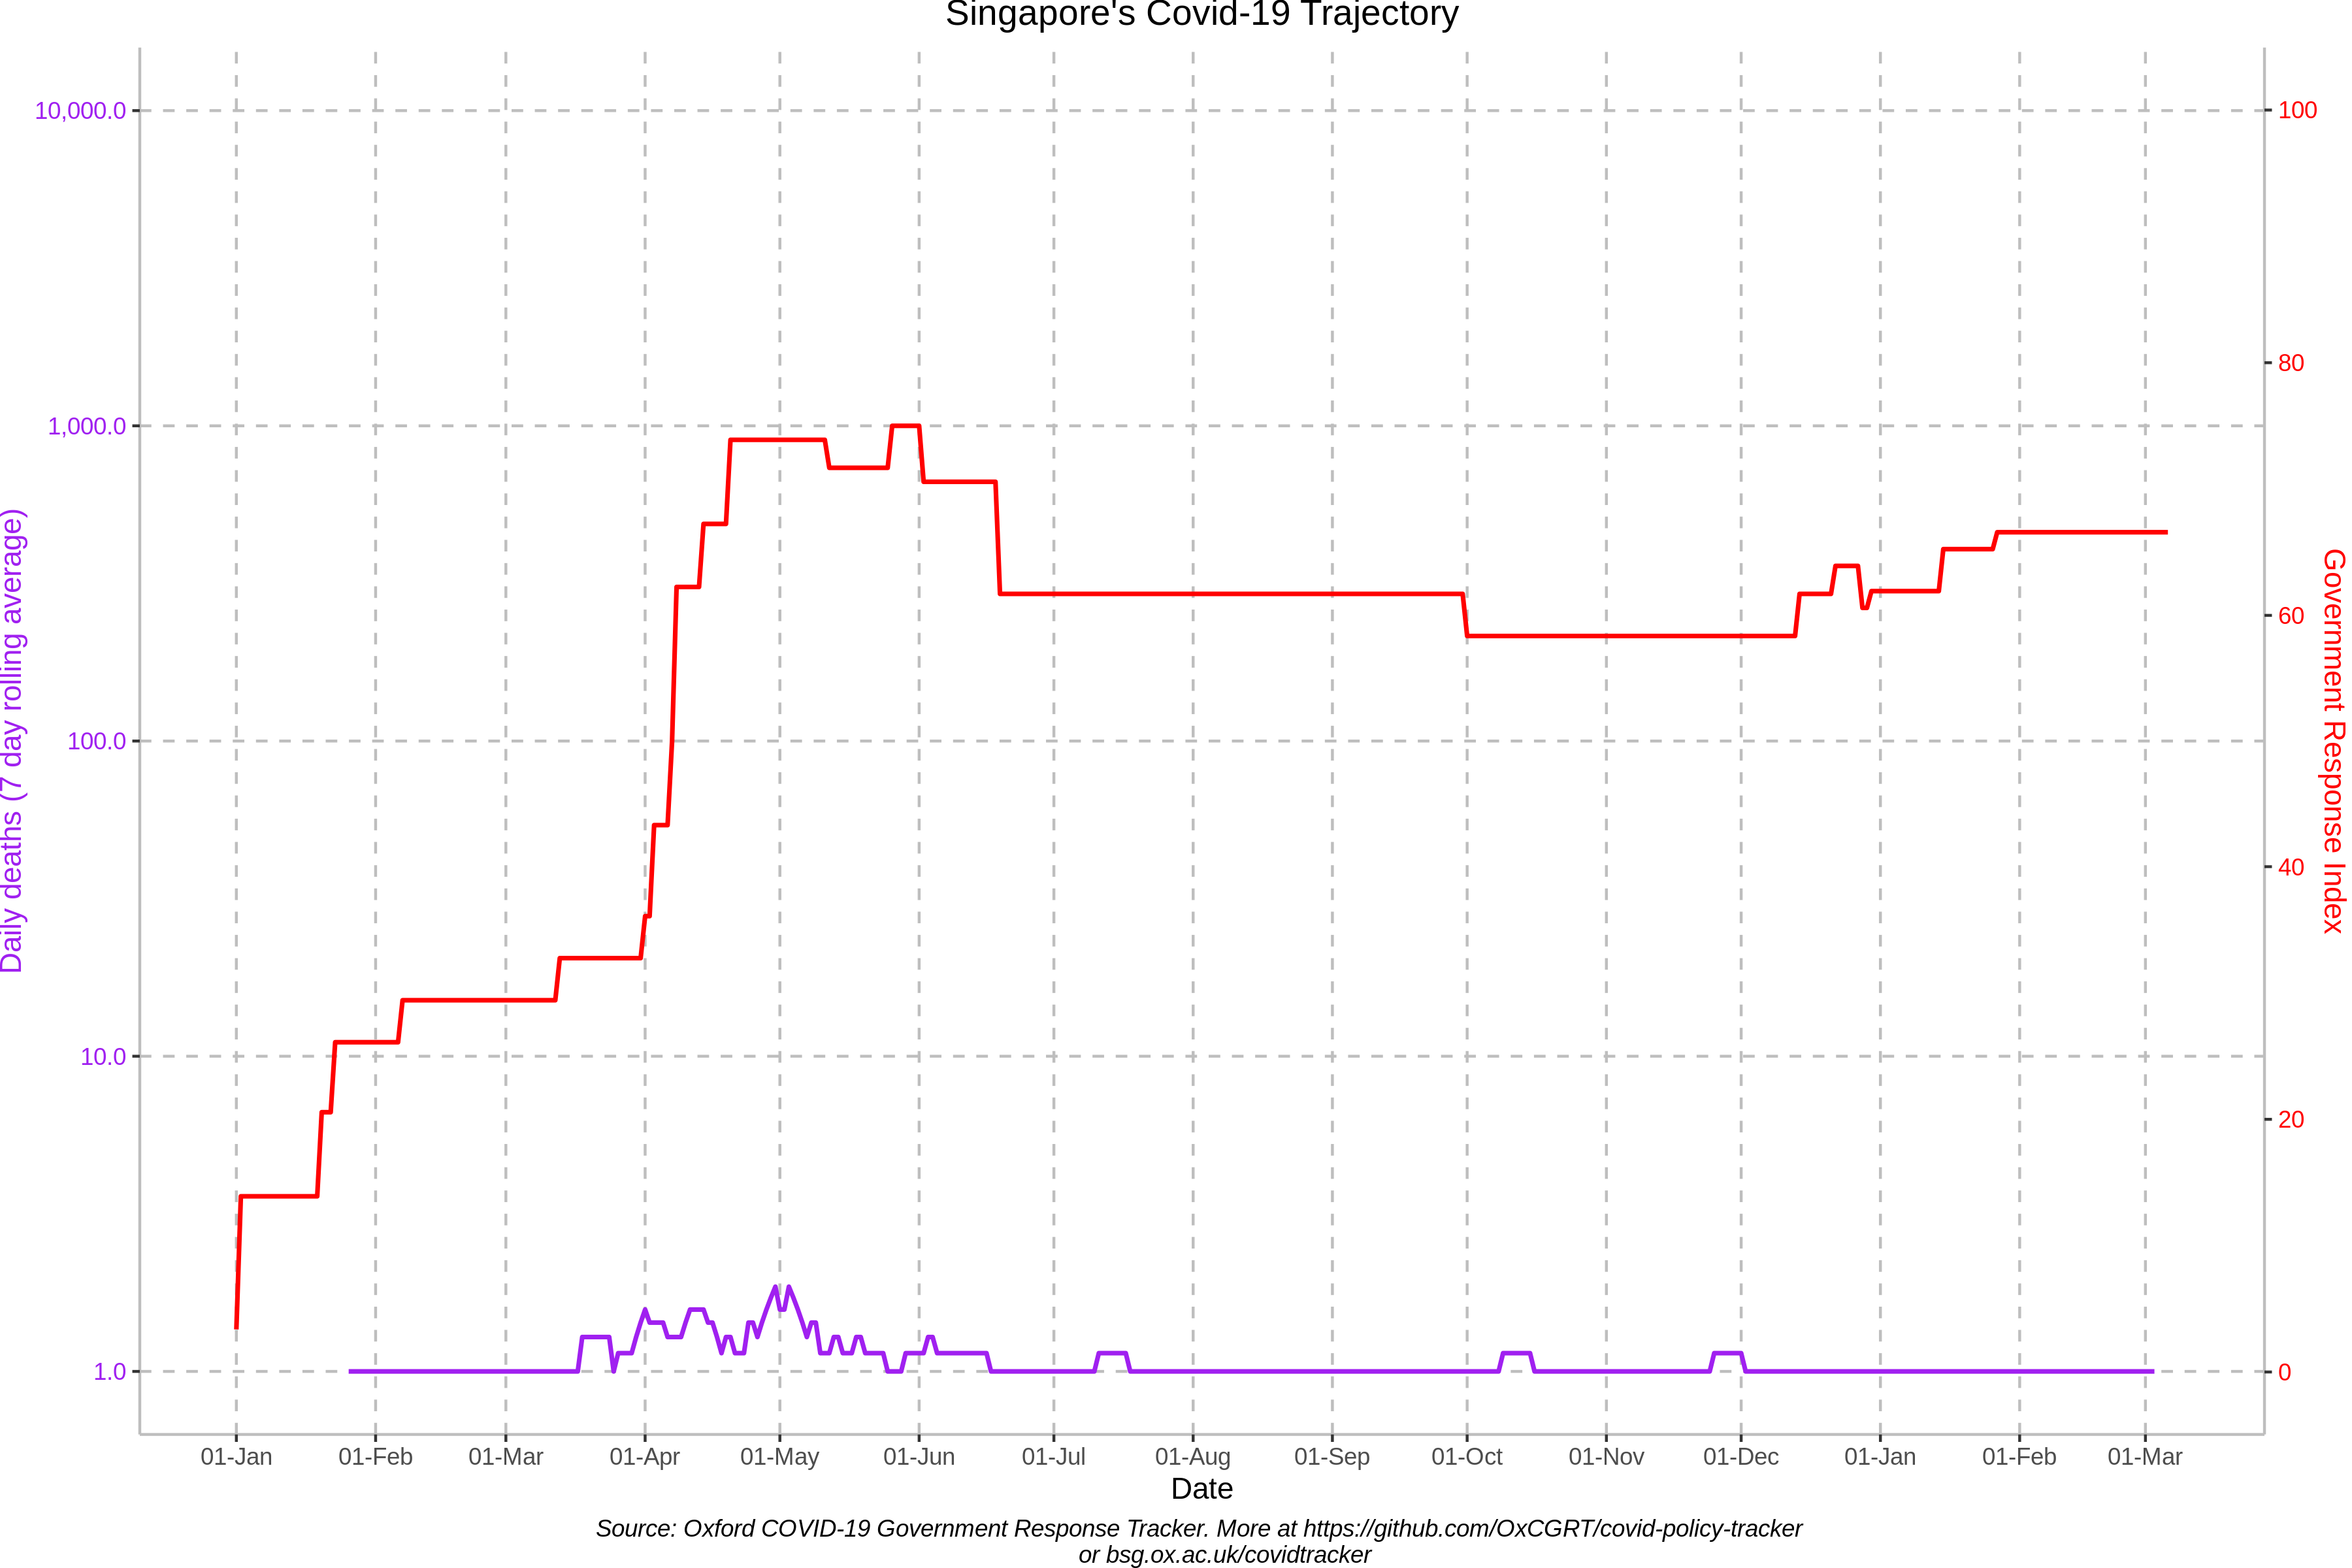 Singapore's Covid-19 Trajectory
10,000.0
1,000.0
100.0
10.0
1.0
Daily deaths (7 day rolling average)
100
80
60
40
20
0
Government Response Index
01-Jan 01-Feb 01-Mar 01-Apr 01-May 01-Jun 01-Jul 01-Aug 01-Sep 01-Oct 01-Nov 01-Dec 01-Jan 01-Feb 01-Mar
Date
Source: Oxford COVID-19 Government Response Tracker. More at https://github.com/OxCGRT/covid-policy-tracker
or bsg.ox.ac.uk/covidtracker